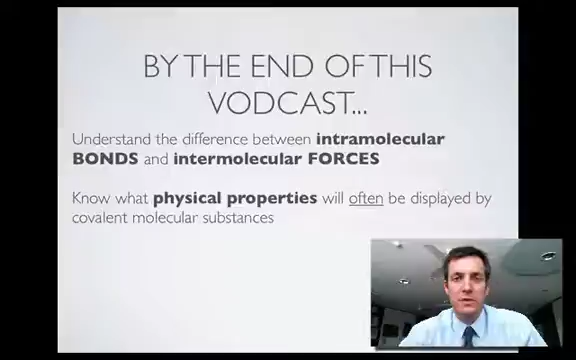 BY THE END OF THIS
VODCAST...
Understand the difference between intramolecular
BONDS and intermolecular FORCES
Know what physical properties will often be displayed by
covalent molecular substances